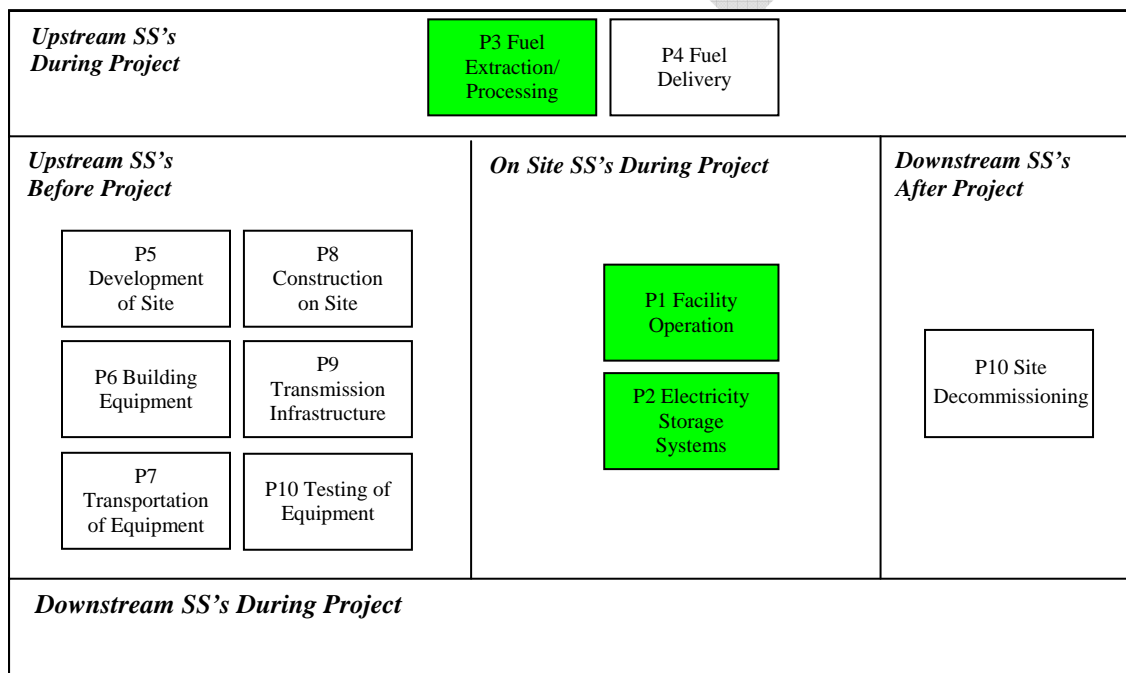 Upstream SS's
During Project
P3 Fuel
Extraction/
Processing
P4 Fuel
Delivery
Upstream SS's
Before Project
P5
Development
of Site
P8
Construction
on Site
P6 Building
Equipment
P9
Transmission
Infrastructure
P7
Transportation
of Equipment
P10 Testing of
Equipment
On Site SS's During Project
P1 Facility
Operation
P2 Electricity
Storage
Systems
Downstream SS's
After Project
P10 Site
Decommissioning
Downstream SS's During Project